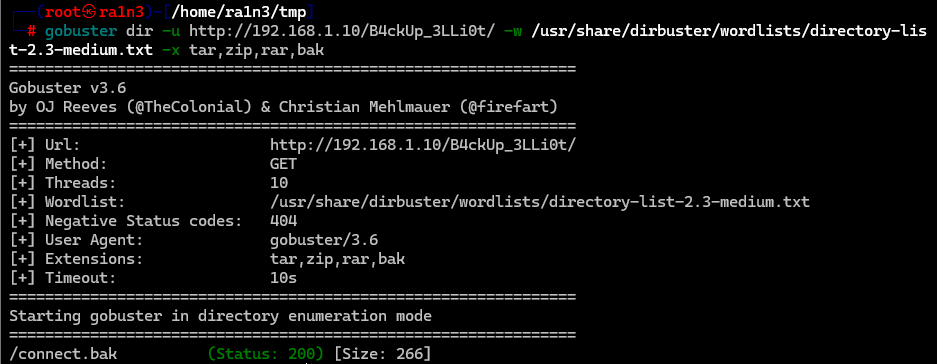 ┌──(root㉿ra1n3)-[/home/ra1n3/tmp]
└─# gobuster dir -u http://192.168.1.10/B4ckUp_3LLi0t/ -w /usr/share/dirbuster/wordlists/directory-lis
t-2.3-medium.txt -x tar,zip,rar,bak
===============================================================
Gobuster v3.6
by OJ Reeves (@TheColonial) & Christian Mehlmauer (@firefart)
===============================================================
[+] Url:                     http://192.168.1.10/B4ckUp_3LLi0t/
[+] Method:                  GET
[+] Threads:                 10
[+] Wordlist:                /usr/share/dirbuster/wordlists/directory-list-2.3-medium.txt
[+] Negative Status codes:   404
[+] User Agent:              gobuster/3.6
[+] Extensions:              tar,zip,rar,bak
[+] Timeout:                 10s
===============================================================
Starting gobuster in directory enumeration mode
===============================================================
/connect.bak          (Status: 200) [Size: 266]